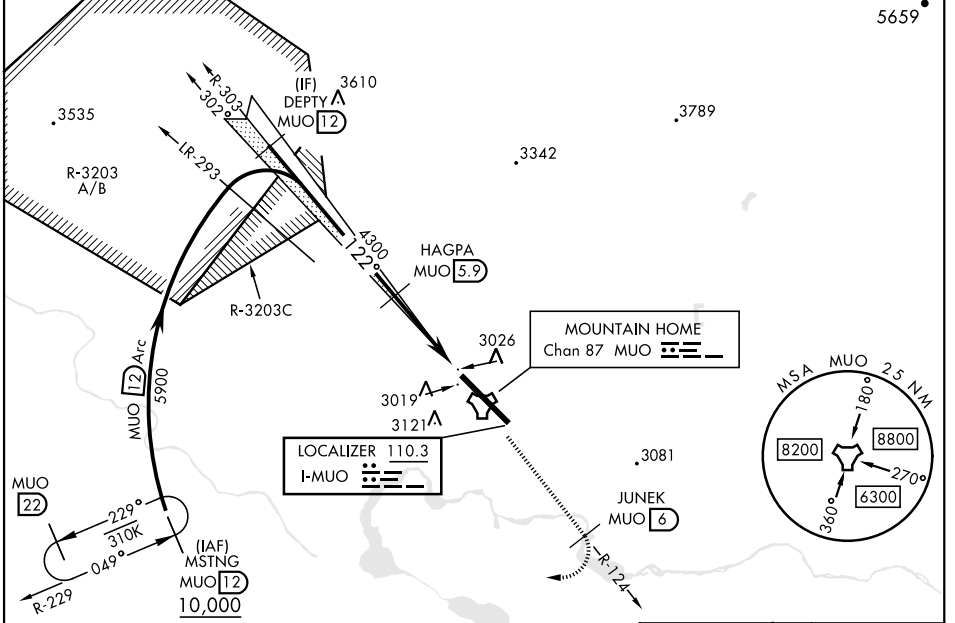 5659
(IF)
DEPTY
3610
MUO 12
R-303
302°
3535
3789
LR-293
3342
R-3203
A/B
4300
122°
HAGPA
MUO 5.9
R-3203C
MOUNTAIN HOME
Chan 87 MUO
3026
MUO 12 Arc
5900
3019
3121
MSA MUO 25 NM
180°
8200
8800
270°
6300
360°
LOCALIZER 110.3
I-MUO
3081
MUO
22
229°
310K
049°
JUNEK
MUO 6
(IAF)
MSTNG
MUO 12
10,000
R-229
R-124